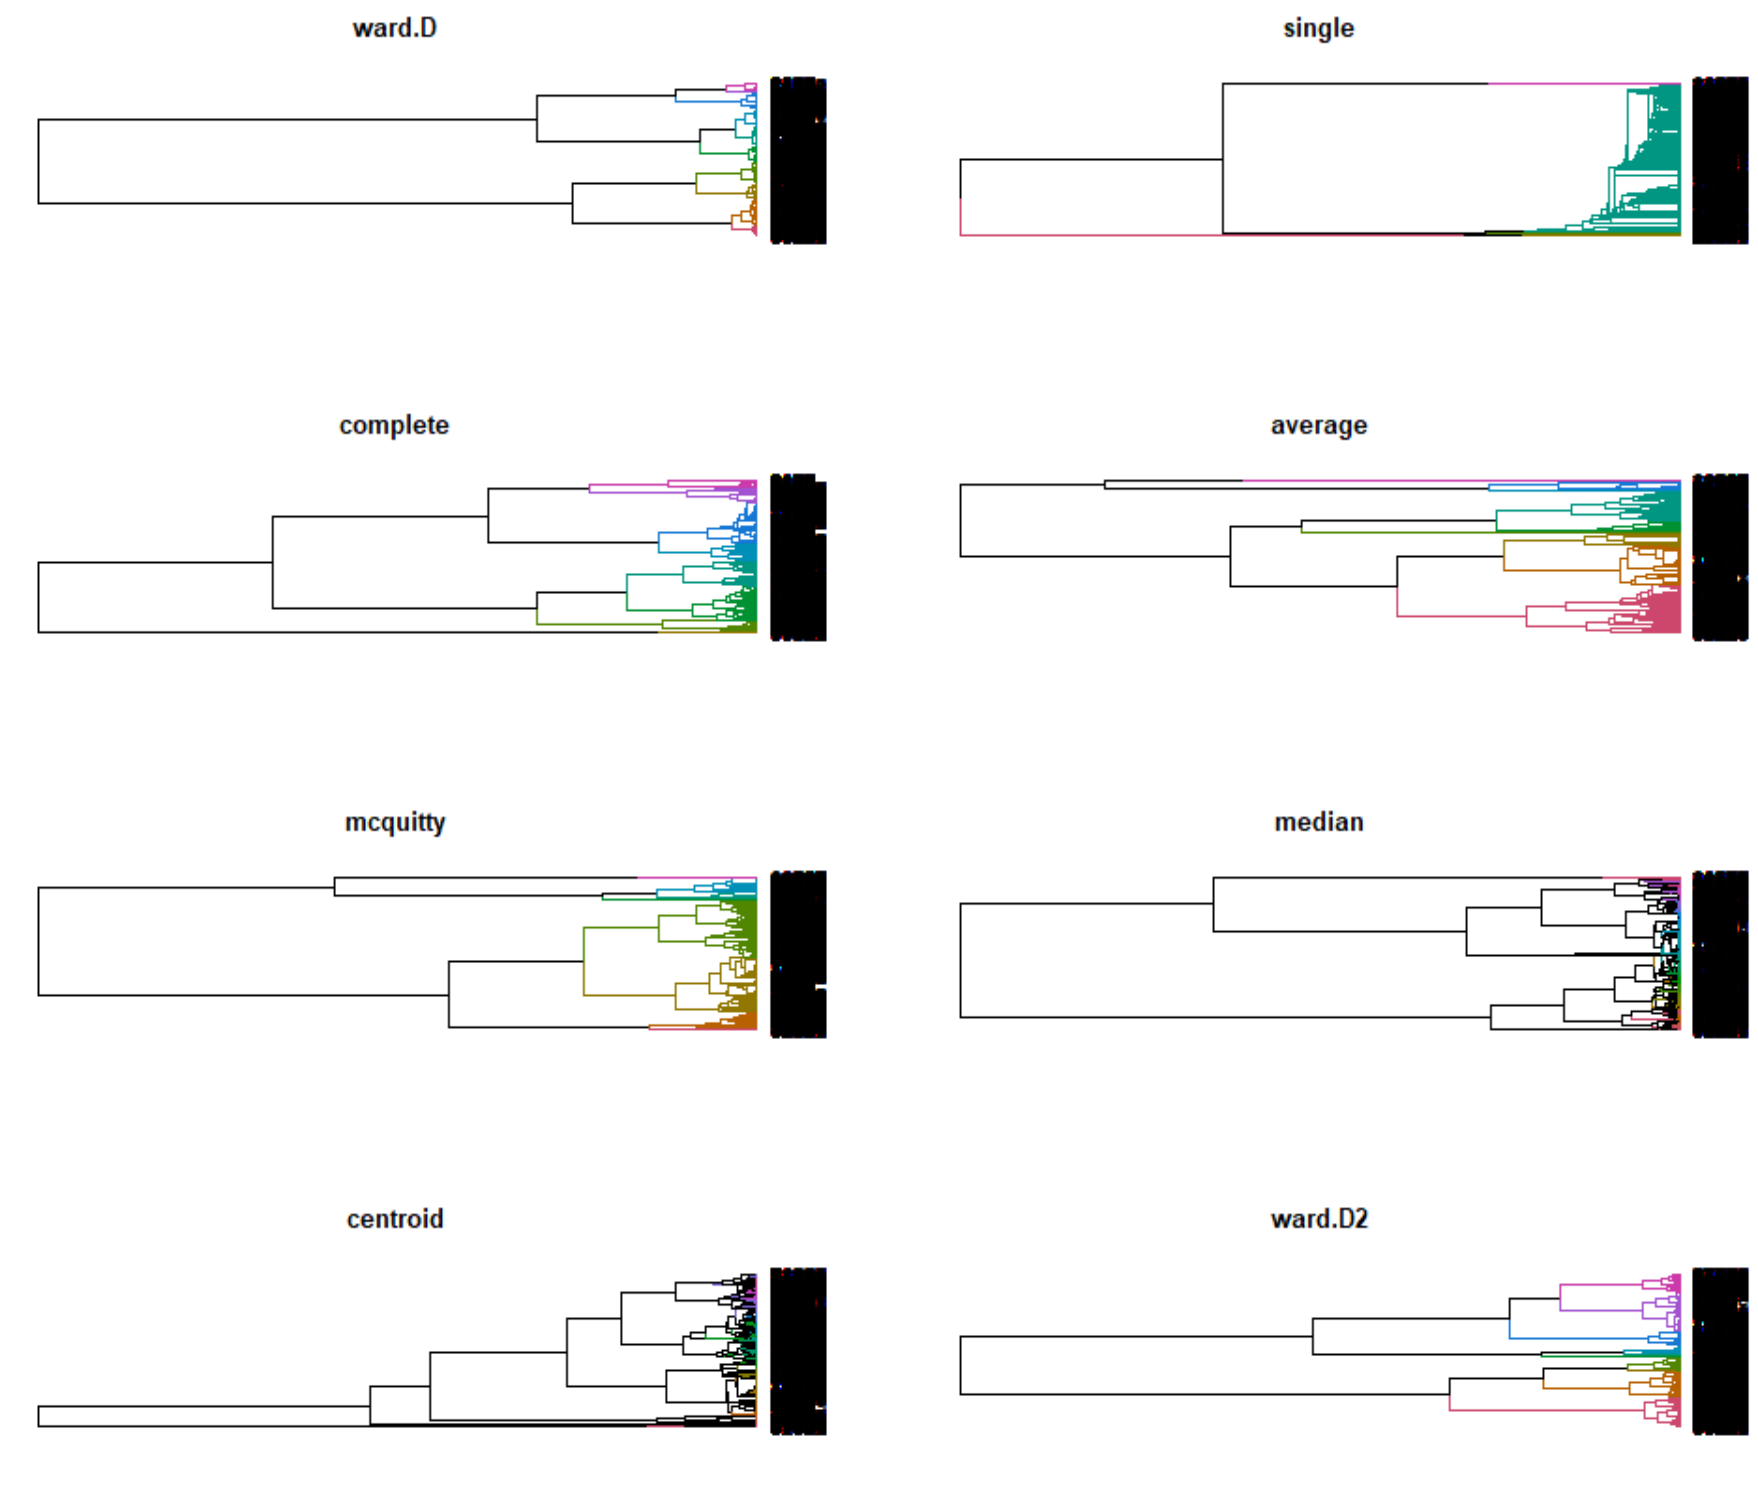 ward.D
single
complete
average
mcquitty
median
centroid
ward.D2